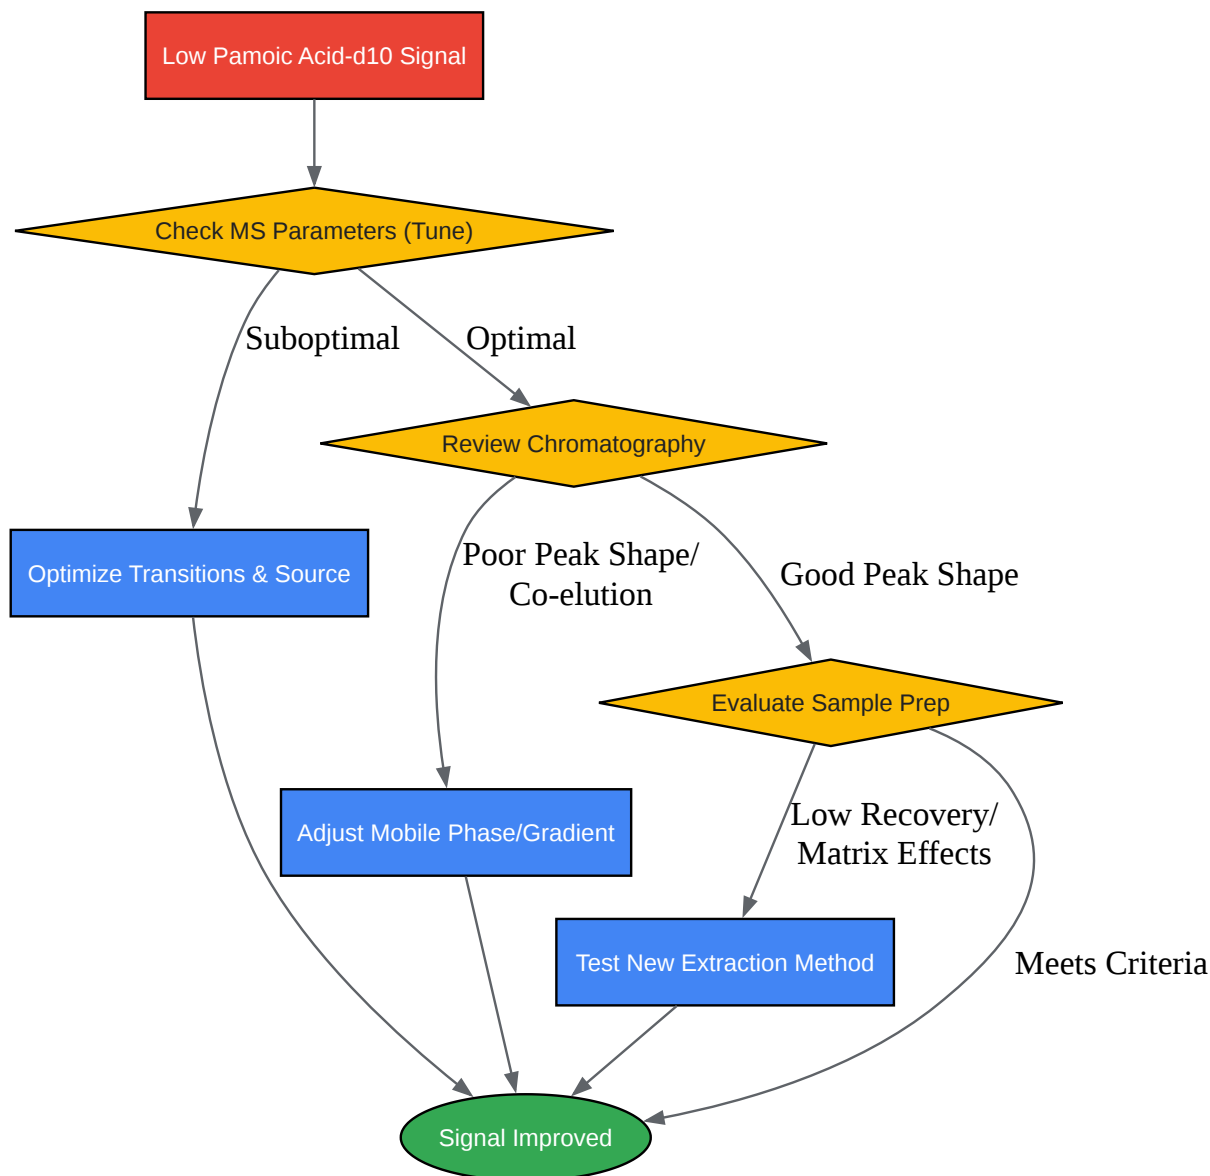 Low Pamoic Acid-d10 Signal
Check MS Parameters (Tune)
Suboptimal
Optimal
Review Chromatography
Poor Peak Shape/
Co-elution
Good Peak Shape
Optimize Transitions & Source
Evaluate Sample Prep
Adjust Mobile Phase/Gradient
Low Recovery/
Matrix Effects
Test New Extraction Method
Meets Criteria
Signal Improved